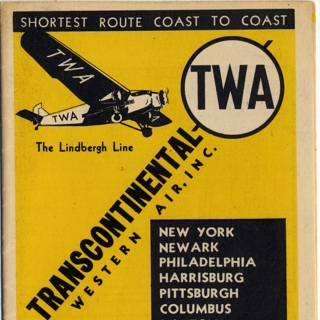 SHORTEST ROUTE COAST TO COAST
TWA
TWA
TWA
The Lindbergh Line
TRANSCONTINENTAL-
WESTERN AIR, INC.
NEW YORK
NEWARK
PHILADELPHIA
HARRISBURG
PITTSBURGH
COLUMBUS